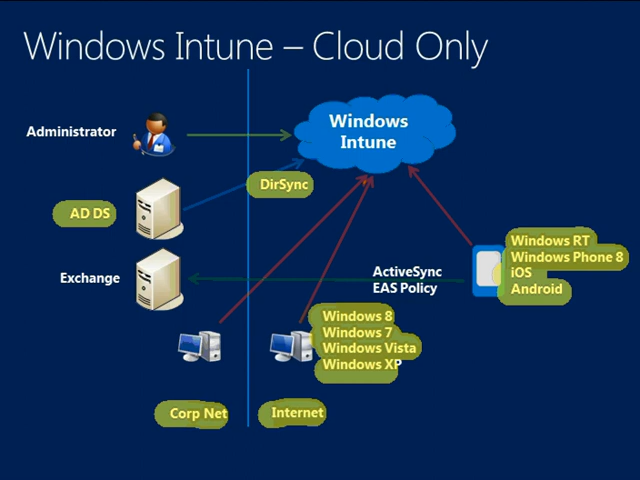 Windows Intune – Cloud Only
Administrator
Windows
Intune
AD DS
DirSync
Exchange
ActiveSync
EAS Policy
Windows RT
Windows Phone 8
iOS
Android
Windows 8
Windows 7
Windows Vista
Windows XP
Corp Net
Internet